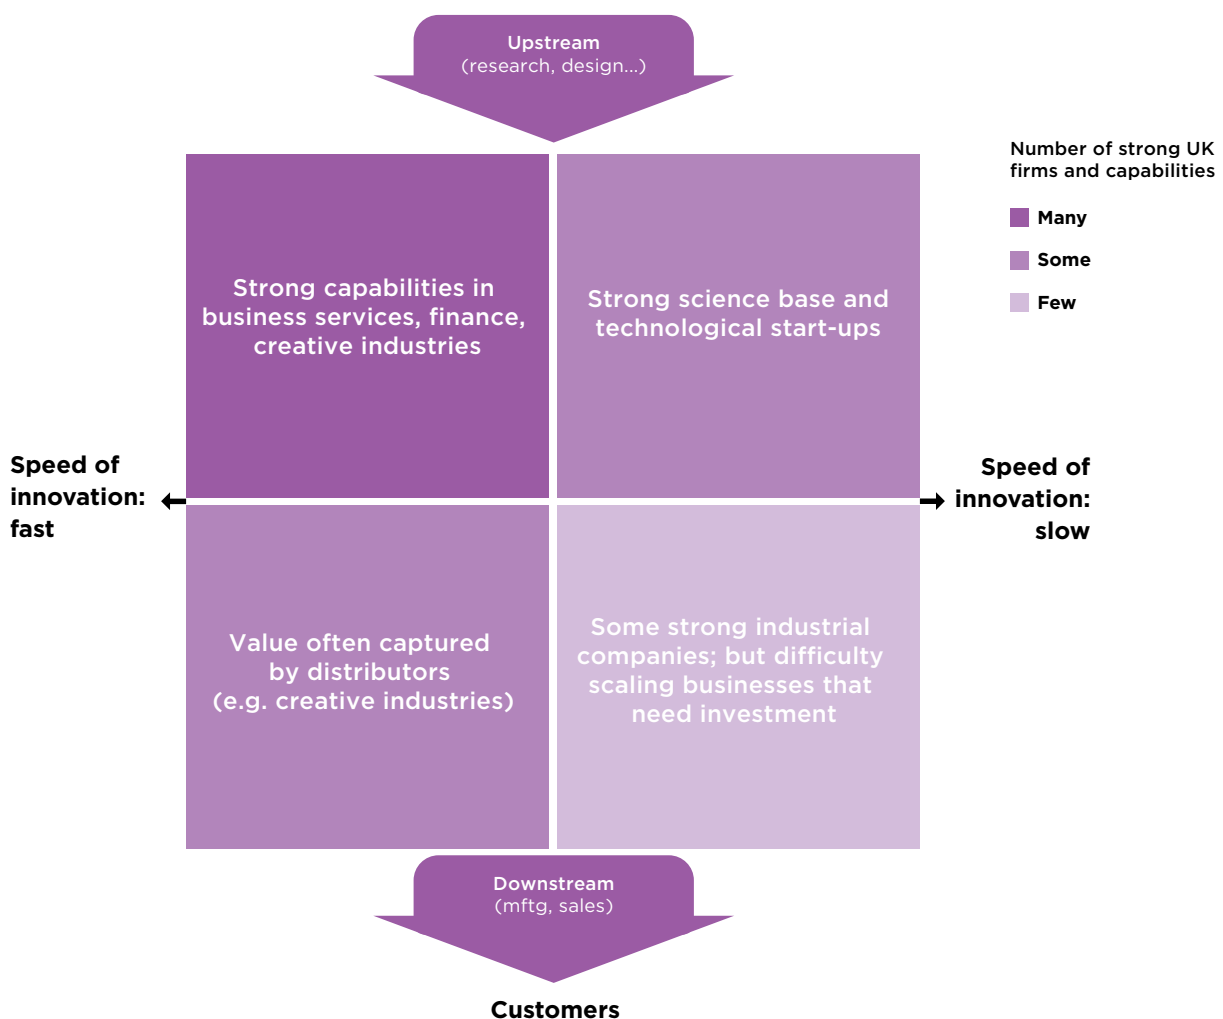 Upstream
(research, design...)
Number of strong UK
firms and capabilities
Many
Some
Few
Strong capabilities in
business services, finance,
creative industries
Strong science base and
technological start-ups
Speed of
innovation:
fast
Speed of
innovation:
slow
Value often captured
by distributors
(e.g. creative industries)
Some strong industrial
companies; but difficulty
scaling businesses that
need investment
Downstream
(mftg, sales)
Customers